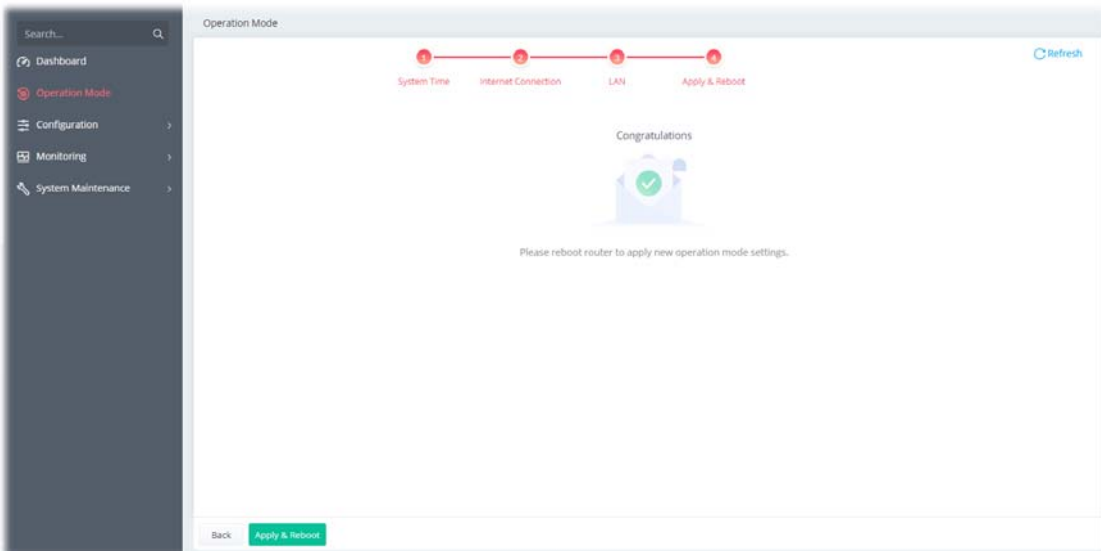 Search...
Dashboard
Operation Mode
Configuration
Monitoring
System Maintenance
Operation Mode
1 2 3 4
System Time Internet Connection LAN Apply & Reboot
Refresh
Congratulations
Please reboot router to apply new operation mode settings.
Back Apply & Reboot